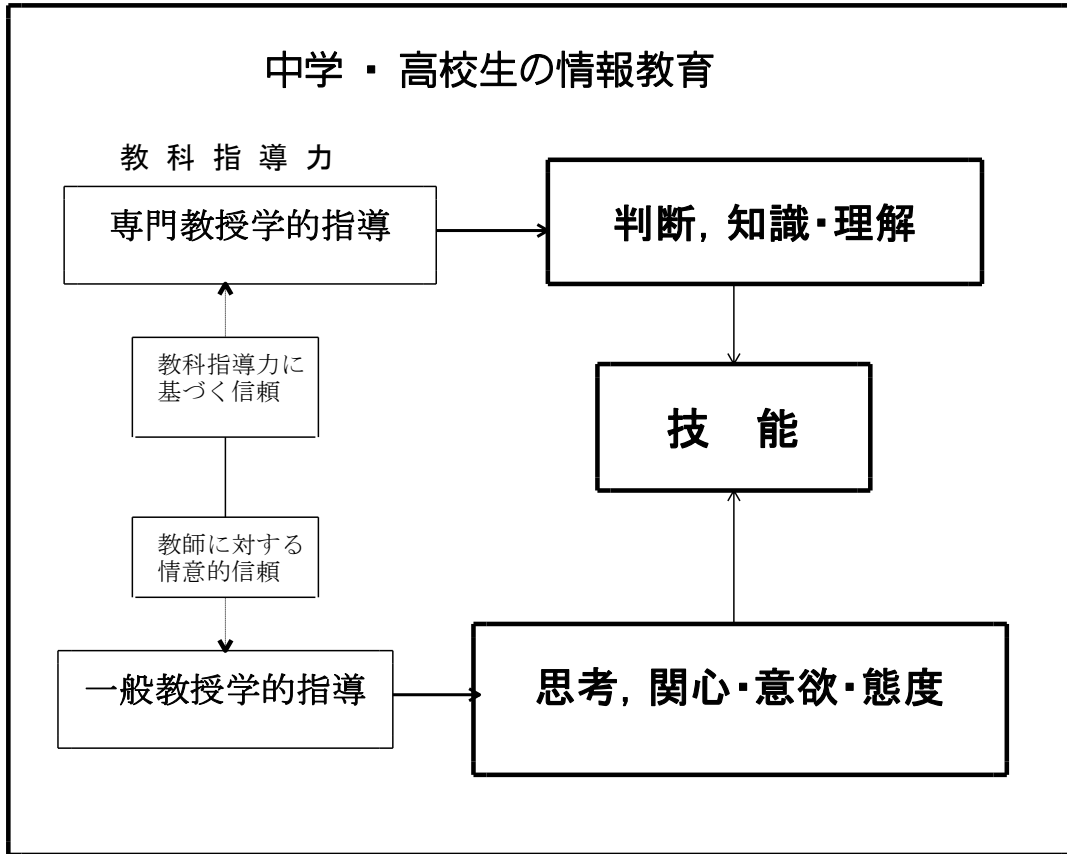 中学 ・ 高校生の情報教育
教 科 指 導 力
専門教授学的指導
判断, 知識・理解
教科指導力に
基づく信頼
技　能
教師に対する
情意的信頼
一般教授学的指導
思考, 関心・意欲・態度